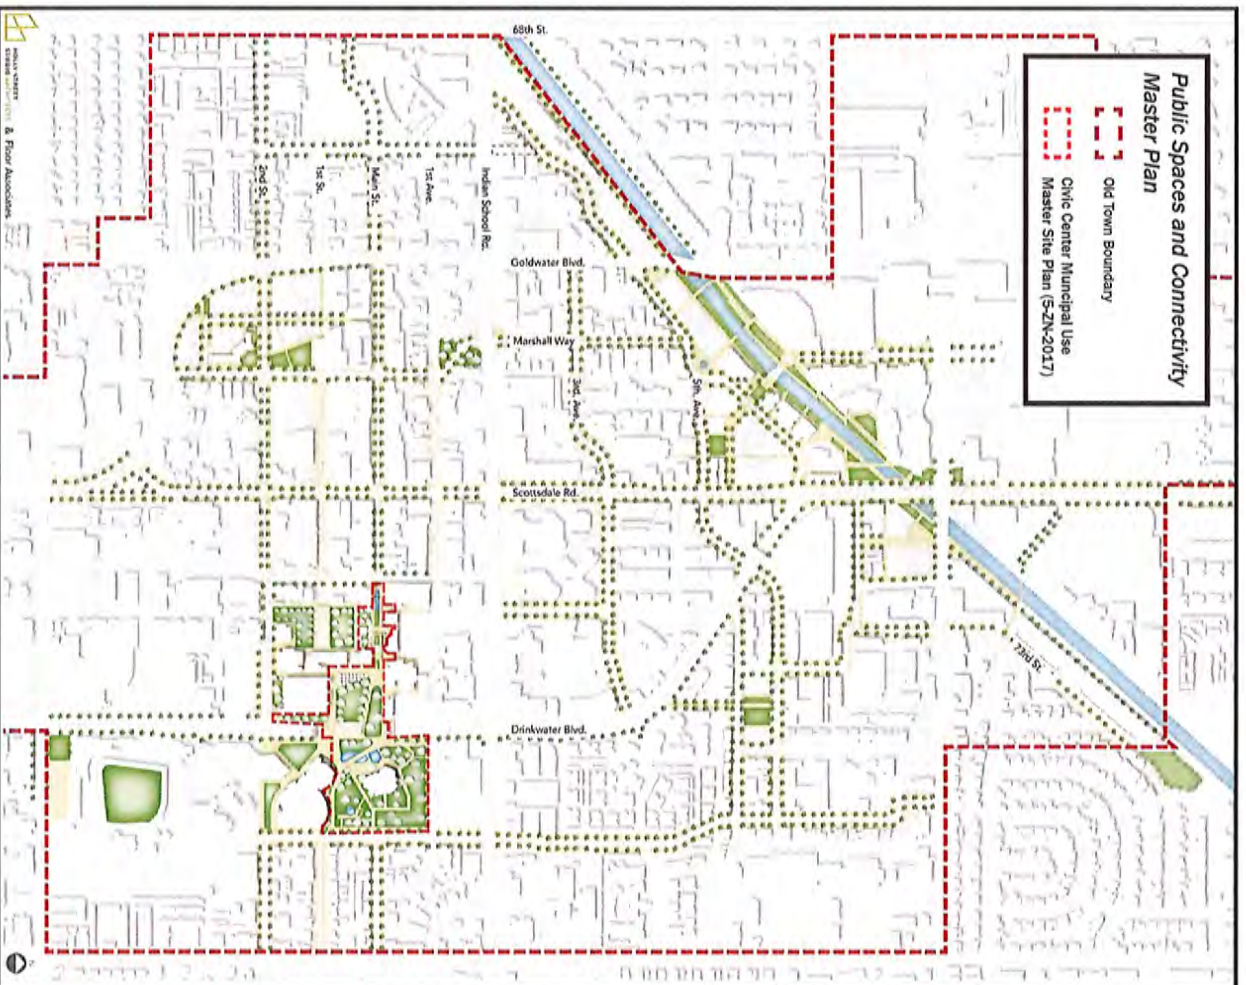 Public Spaces and Connectivity
Master Plan
Old Town Boundary
Civic Center Muncipal Use
Master Site Plan (5-ZN-2017)
68th St.
2nd St.
1st St.
Main St.
1st Ave.
Indian School Rd.
Goldwater Blvd.
Marshall Way
3rd. Ave.
5th. Ave.
Scottsdale Rd.
73rd St.
Drinkwater Blvd.
& Floor Associates